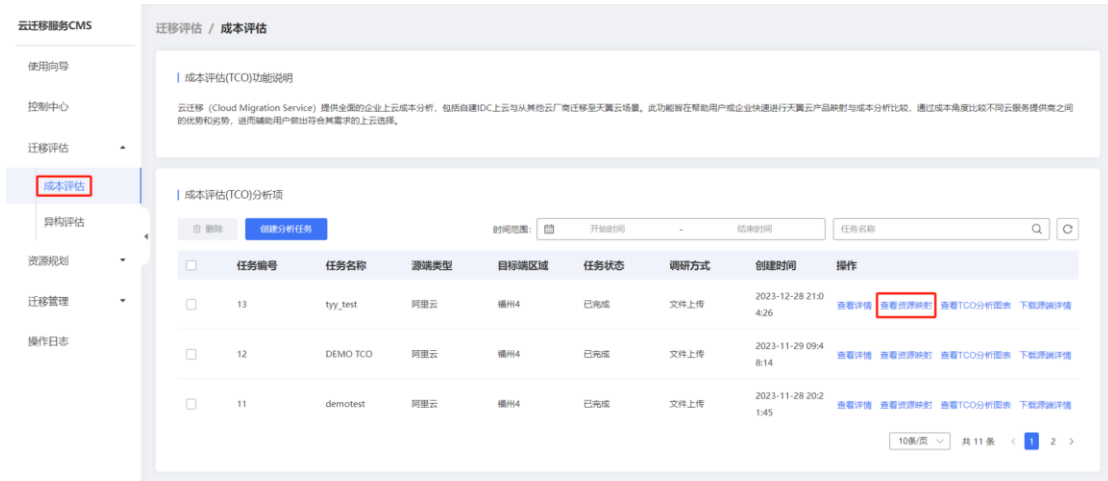 云迁移服务CMS
使用向导
控制中心
迁移评估
成本评估
异构评估
资源规划
迁移管理
操作日志
迁移评估 / 成本评估
成本评估(TCO)功能说明
云迁移（Cloud Migration Service）提供全面的企业上云成本分析，包括自建IDC上云与从其他云厂商迁移至天翼云场景。此功能旨在帮助用户或企业快速进行天翼云产品映射与成本分析比较，通过成本角度比较不同云服务提供商之间
的优势和劣势，进而辅助用户做出符合其需求的上云选择。
成本评估(TCO)分析项
删除 创建分析任务 时间范围： 开始时间 - 结束时间 任务名称
任务编号 任务名称 源端类型 目标端区域 任务状态 调研方式 创建时间 操作
13 tyy_test 阿里云 福州4 已完成 文件上传 2023-12-28 21:0
4:26 查看详情 查看资源映射 查看TCO分析图表 下载源端详情
12 DEMO TCO 阿里云 福州4 已完成 文件上传 2023-11-29 09:4
8:14 查看详情 查看资源映射 查看TCO分析图表 下载源端详情
11 demotest 阿里云 福州4 已完成 文件上传 2023-11-28 20:2
1:45 查看详情 查看资源映射 查看TCO分析图表 下载源端详情
10条/页 共 11 条 < 1 2 >